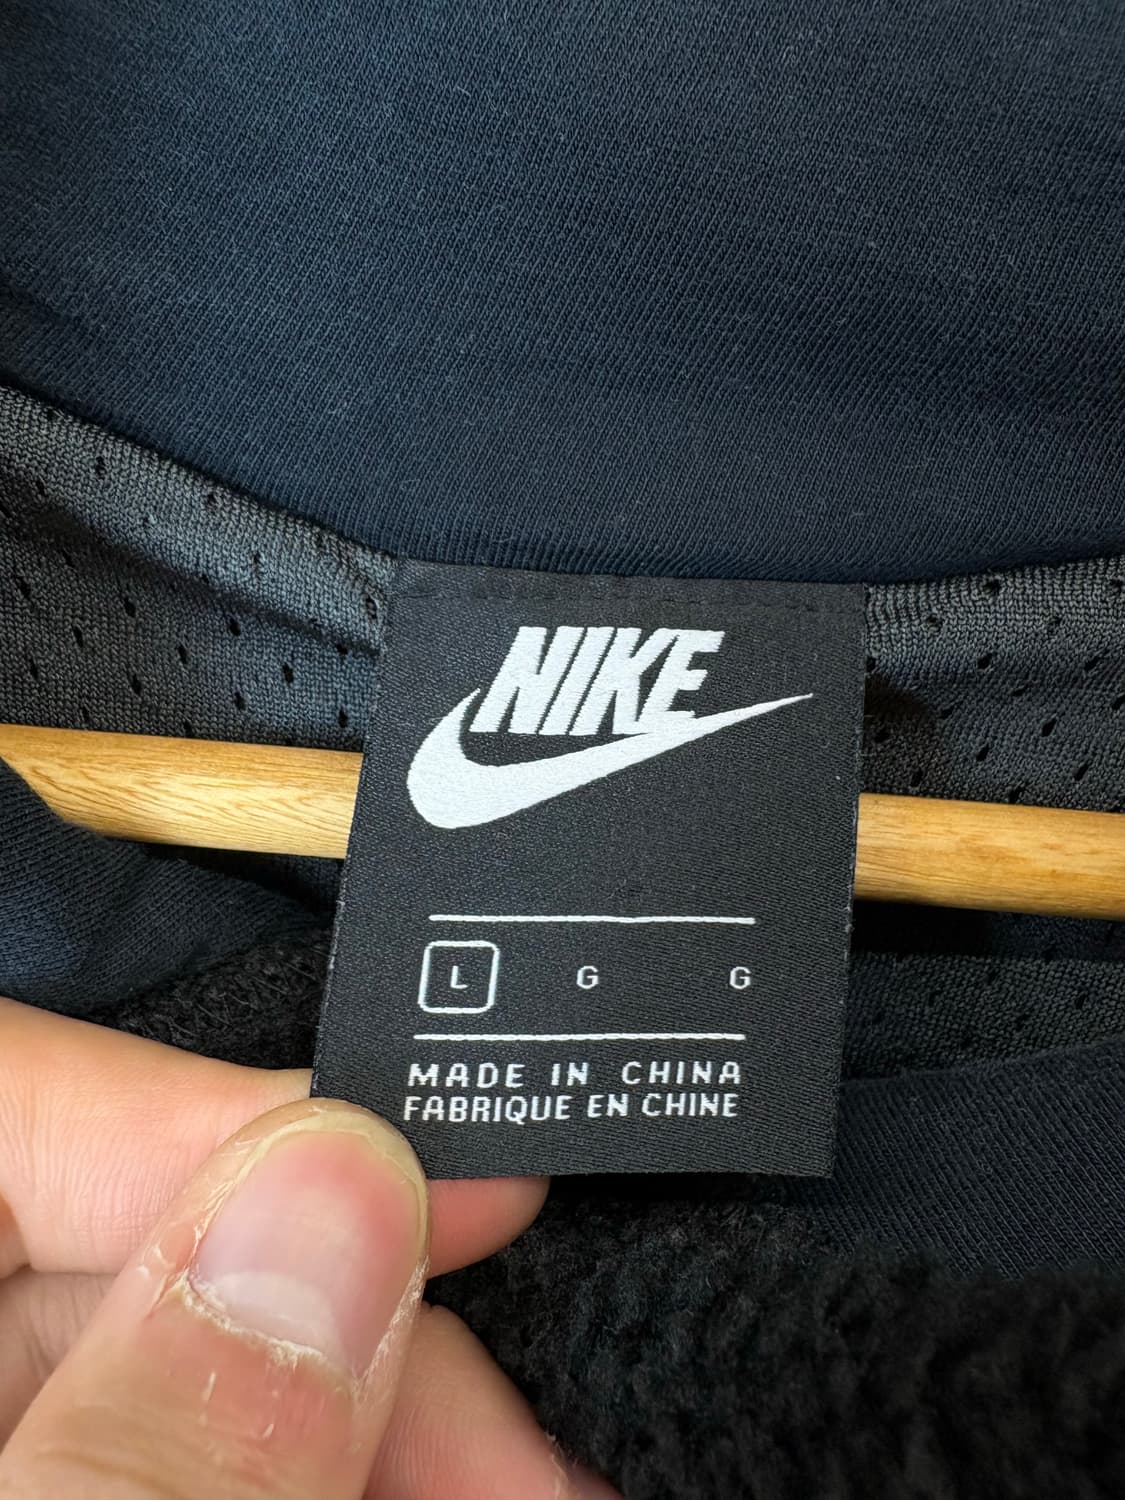 NIKE
L G G
MADE IN CHINA
FABRIQUE EN CHINE